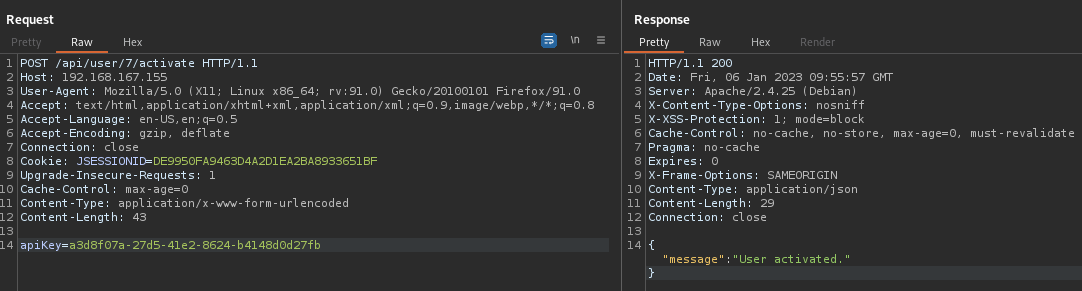 Request
Pretty Raw Hex
\n
1 POST /api/user/7/activate HTTP/1.1
2 Host: 192.168.167.155
3 User-Agent: Mozilla/5.0 (X11; Linux x86_64; rv:91.0) Gecko/20100101 Firefox/91.0
4 Accept: text/html,application/xhtml+xml,application/xml;q=0.9,image/webp,*/*;q=0.8
5 Accept-Language: en-US,en;q=0.5
6 Accept-Encoding: gzip, deflate
7 Connection: close
8 Cookie: JSESSIONID=DE9950FA9463D4A2D1EA2BA8933651BF
9 Upgrade-Insecure-Requests: 1
10 Cache-Control: max-age=0
11 Content-Type: application/x-www-form-urlencoded
12 Content-Length: 43
13
14 apiKey=a3d8f07a-27d5-41e2-8624-b4148d0d27fb
Response
Pretty Raw Hex Render
1 HTTP/1.1 200
2 Date: Fri, 06 Jan 2023 09:55:57 GMT
3 Server: Apache/2.4.25 (Debian)
4 X-Content-Type-Options: nosniff
5 X-XSS-Protection: 1; mode=block
6 Cache-Control: no-cache, no-store, max-age=0, must-revalidate
7 Pragma: no-cache
8 Expires: 0
9 X-Frame-Options: SAMEORIGIN
10 Content-Type: application/json
11 Content-Length: 29
12 Connection: close
13
14 {
"message":"User activated."
}